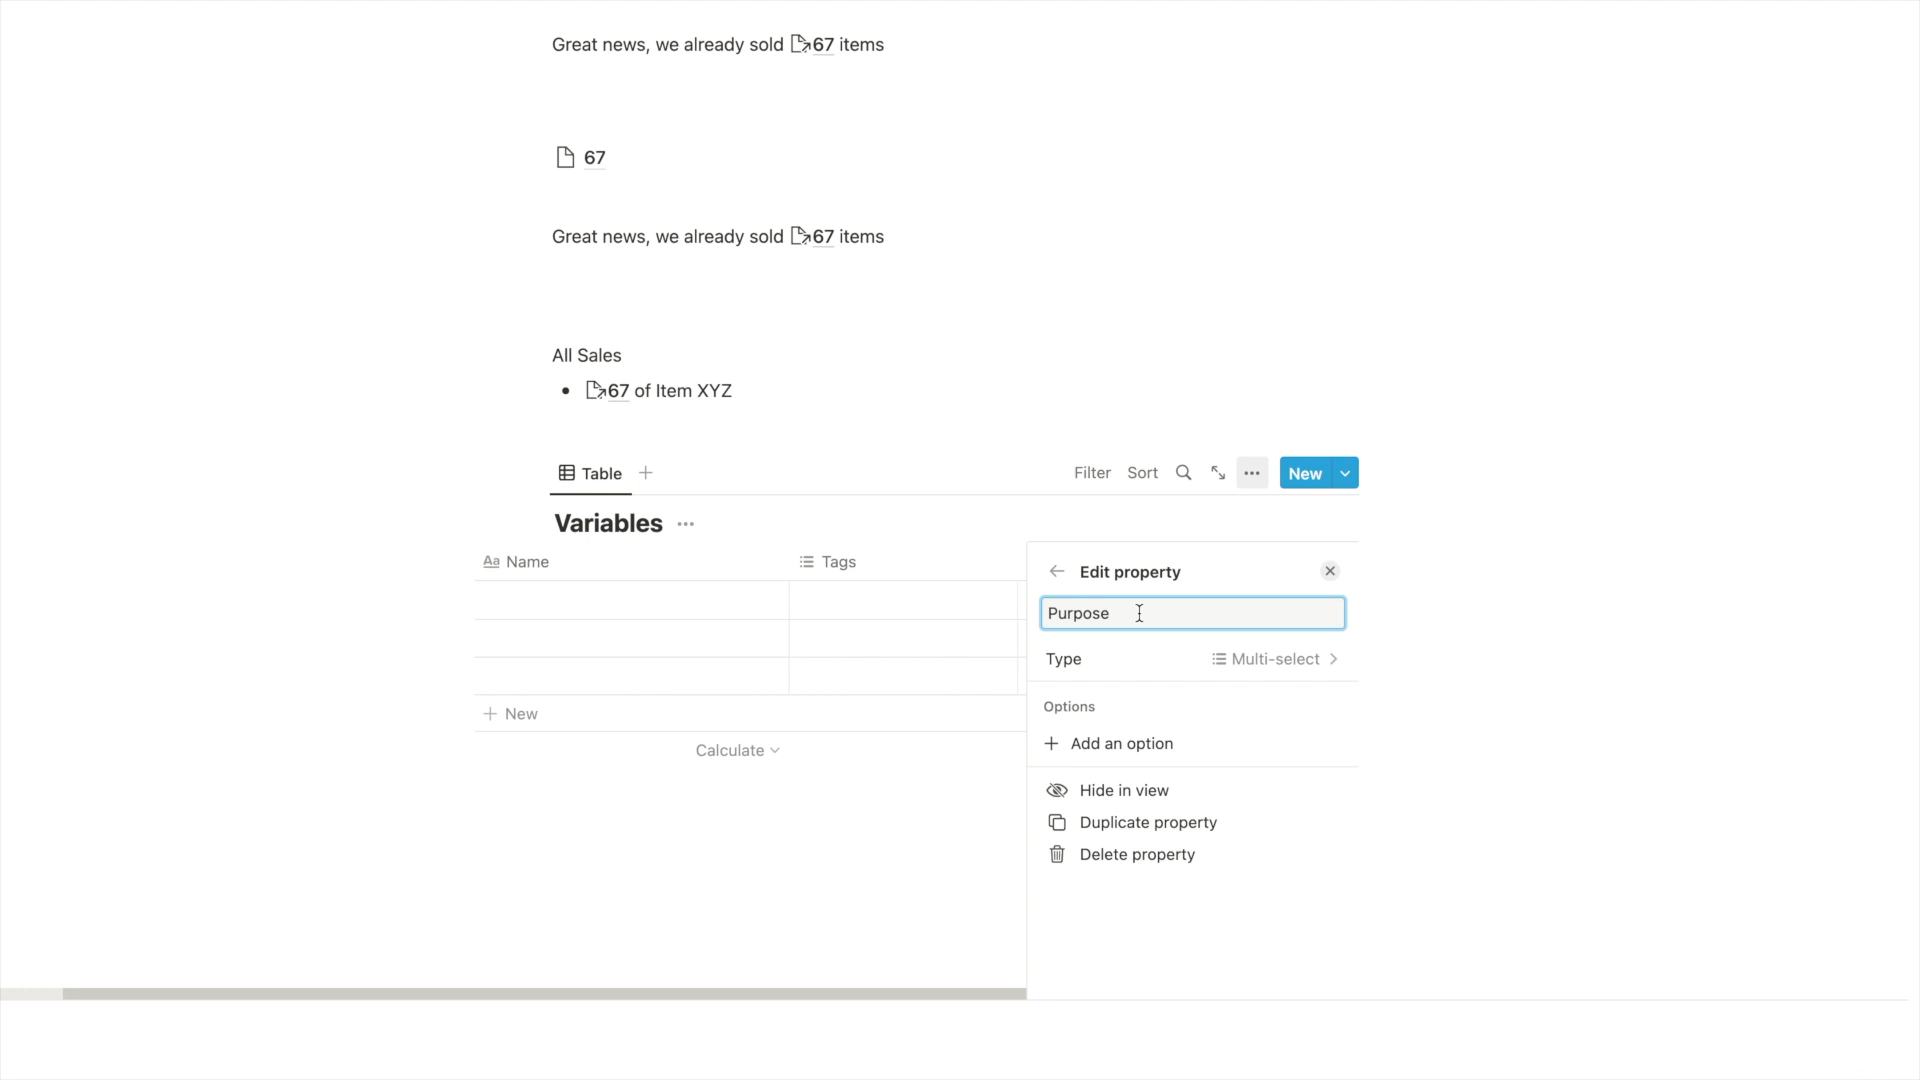 Great news, we already sold 67 items
67
Great news, we already sold 67 items
All Sales
• 67 of Item XYZ
Table
Filter Sort New
Variables
Aa Name Tags
Edit property
Purpose
Type Multi-select
Options
Add an option
New
Calculate
Hide in view
Duplicate property
Delete property